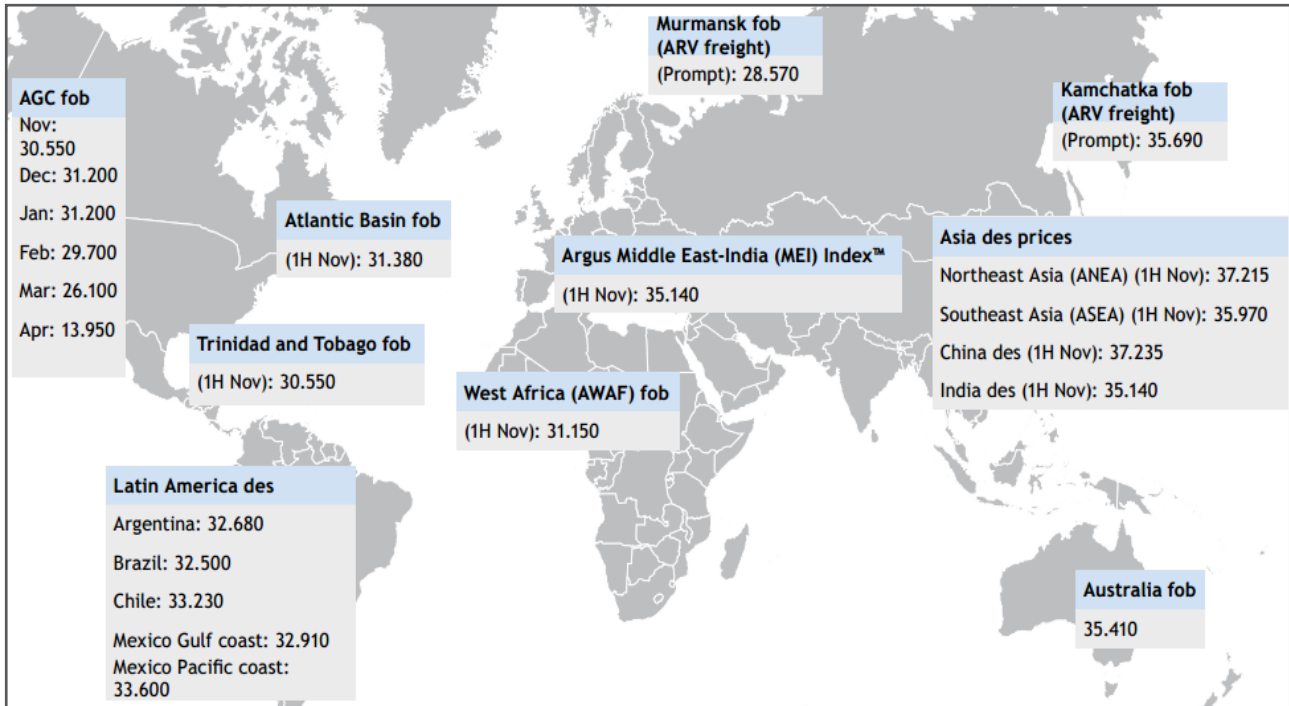 Murmansk fob
(ARV freight)
(Prompt): 28.570
Kamchatka fob
(ARV freight)
(Prompt): 35.690
AGC fob
Nov:
30.550
Dec: 31.200
Jan: 31.200
Feb: 29.700
Mar: 26.100
Apr: 13.950
Atlantic Basin fob
(1H Nov): 31.380
Argus Middle East-India (MEI) Index™
(1H Nov): 35.140
Asia des prices
Northeast Asia (ANEA) (1H Nov): 37.215
Southeast Asia (ASEA) (1H Nov): 35.970
China des (1H Nov): 37.235
India des (1H Nov): 35.140
Trinidad and Tobago fob
(1H Nov): 30.550
West Africa (AWAF) fob
(1H Nov): 31.150
Latin America des
Argentina: 32.680
Brazil: 32.500
Chile: 33.230
Mexico Gulf coast: 32.910
Mexico Pacific coast:
33.600
Australia fob
35.410